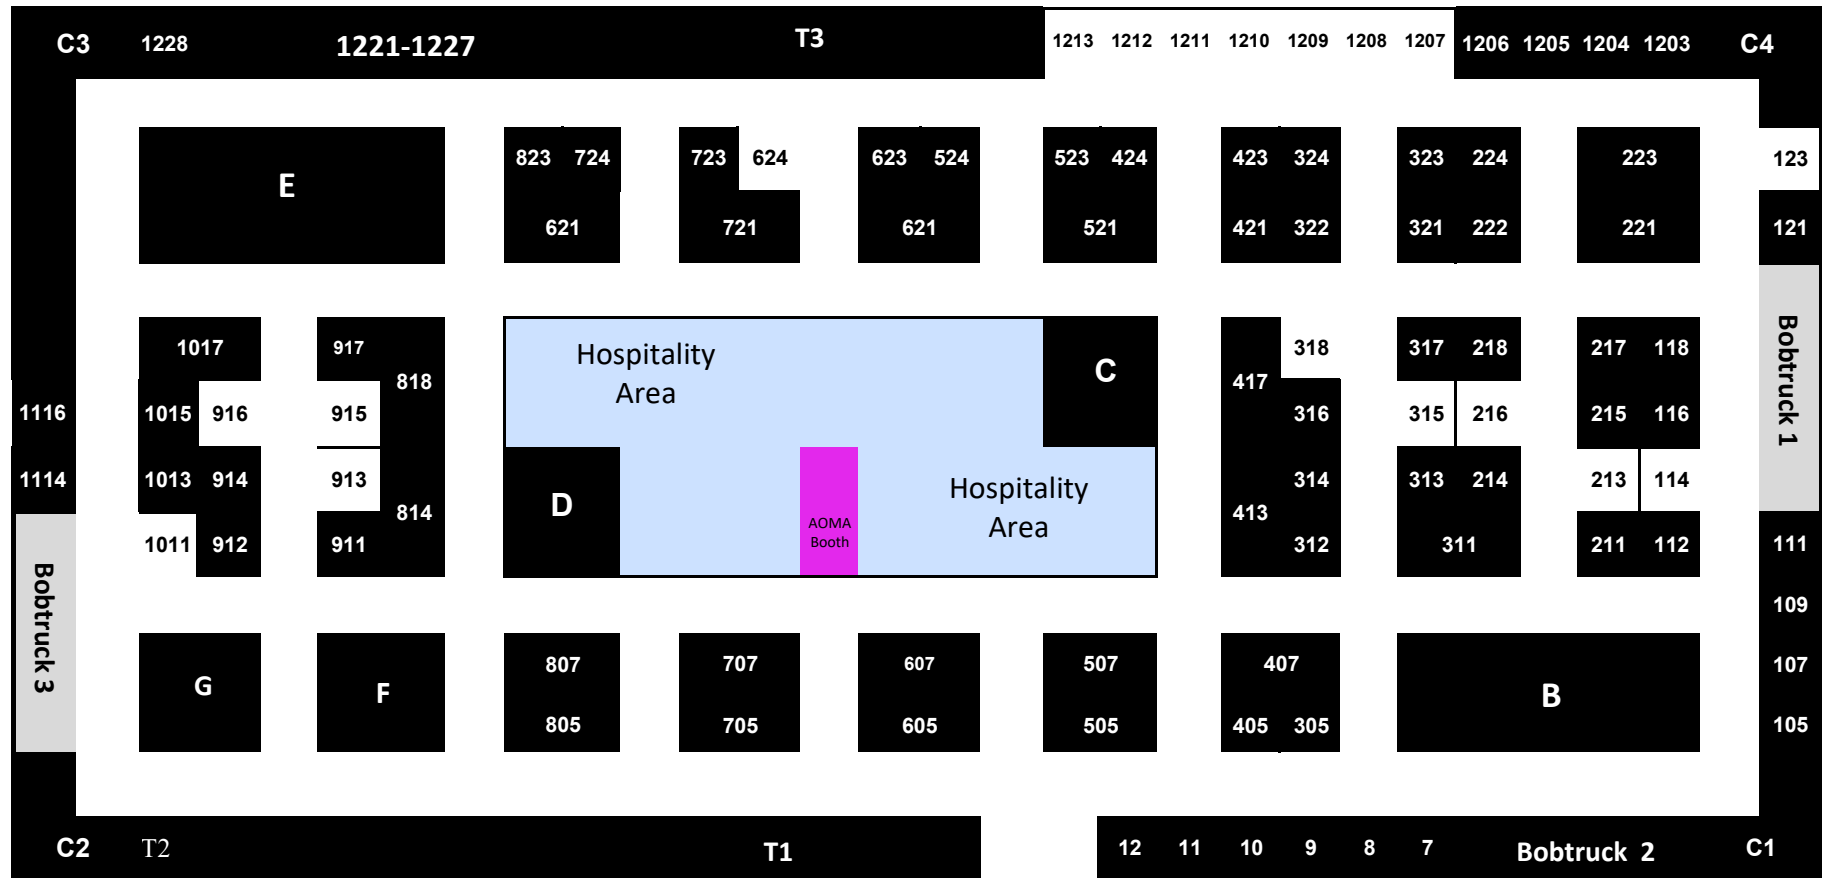 C3 1228 1221-1227 T3 1213 1212 1211 1210 1209 1208 1207 1206 1205 1204 1203 C4
823 724 723 624 623 524 523 424 423 324 323 224 223 123
E
621 721 621 521 421 322 321 222 221 121
1017 917 318 317 218 217 118
Hospitality
Area
C
818 417
1116 1015 916 915 316 315 216 215 116
Bobtruck 1
1114 1013 914 913 314 313 214 213 114
Hospitality
Area
D
814 413
AOMA
Booth
1011 912 911 312 311 211 112 111
109
Bobtruck 3
807 707 607 507 407 107
G F B
805 705 605 505 405 305 105
C2 T2 T1 12 11 10 9 8 7 Bobtruck 2 C1